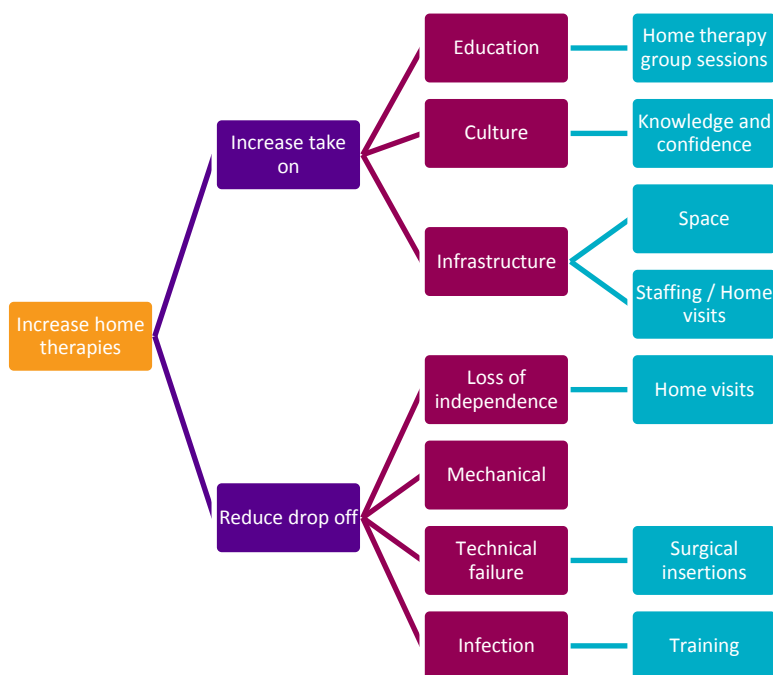 Increase home
therapies
Increase take
on
Reduce drop off
Education
Culture
Infrastructure
Loss of
independence
Mechanical
Technical
failure
Infection
Home therapy
group sessions
Knowledge and
confidence
Space
Staffing / Home
visits
Home visits
Surgical
insertions
Training